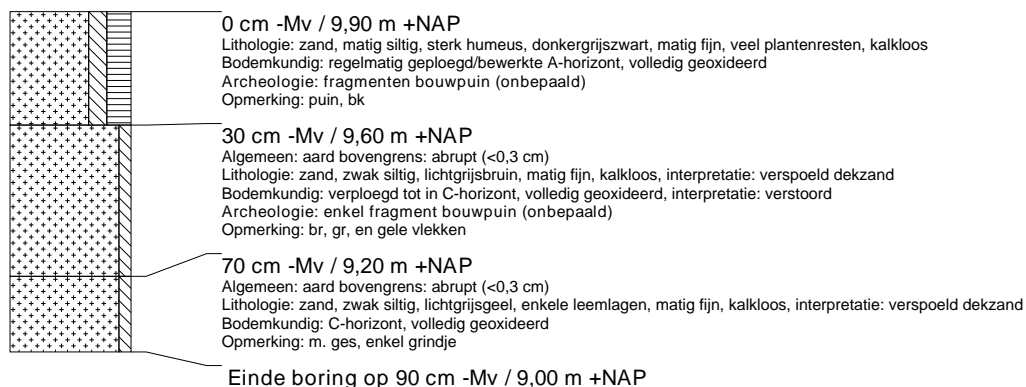 0 cm -Mv / 9,90 m +NAP
Lithologie: zand, matig siltig, sterk humeus, donkergrijszwart, matig fijn, veel plantenresten, kalkloos
Bodemkundig: regelmatig geploegd/bewerkte A-horizont, volledig geoxideerd
Archeologie: fragmenten bouwpuin (onbepaald)
Opmerking: puin, bk
30 cm -Mv / 9,60 m +NAP
Algemeen: aard bovengrens: abrupt (<0,3 cm)
Lithologie: zand, zwak siltig, lichtgrijsbruin, matig fijn, kalkloos, interpretatie: verspoeld dekzand
Bodemkundig: verploegd tot in C-horizont, volledig geoxideerd, interpretatie: verstoord
Archeologie: enkel fragment bouwpuin (onbepaald)
Opmerking: br, gr, en gele vlekken
70 cm -Mv / 9,20 m +NAP
Algemeen: aard bovengrens: abrupt (<0,3 cm)
Lithologie: zand, zwak siltig, lichtgrijsgeel, enkele leemlagen, matig fijn, kalkloos, interpretatie: verspoeld dekzand
Bodemkundig: C-horizont, volledig geoxideerd
Opmerking: m. ges, enkel grindje
Einde boring op 90 cm -Mv / 9,00 m +NAP